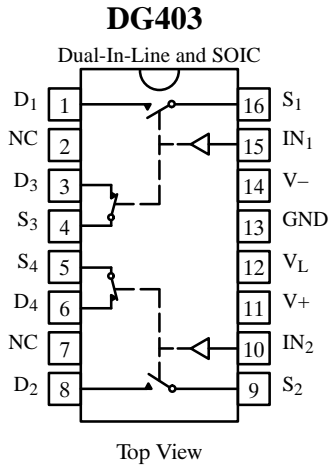 DG403
Dual-In-Line and SOIC
D1 1 16 S1
NC 2 15 IN1
D3 3 14 V–
S3 4 13 GND
S4 5 12 VL
D4 6 11 V+
NC 7 10 IN2
D2 8 9 S2
Top View